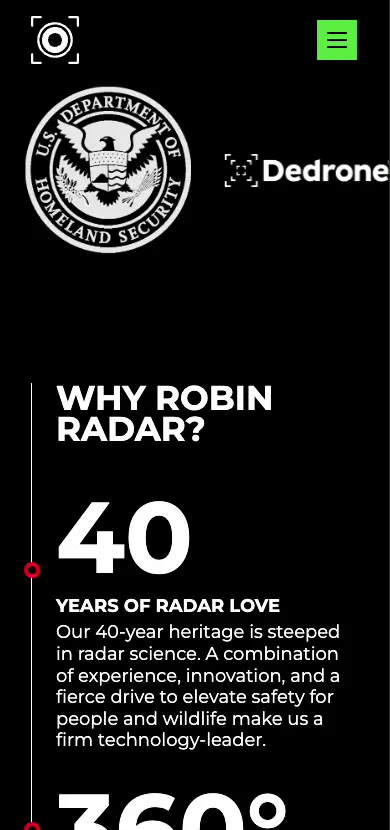 U.S. DEPARTMENT OF
HOMELAND SECURITY
Dedrone
WHY ROBIN
RADAR?
40
YEARS OF RADAR LOVE
Our 40-year heritage is steeped
in radar science. A combination
of experience, innovation, and a
fierce drive to elevate safety for
people and wildlife make us a
firm technology-leader.
360°